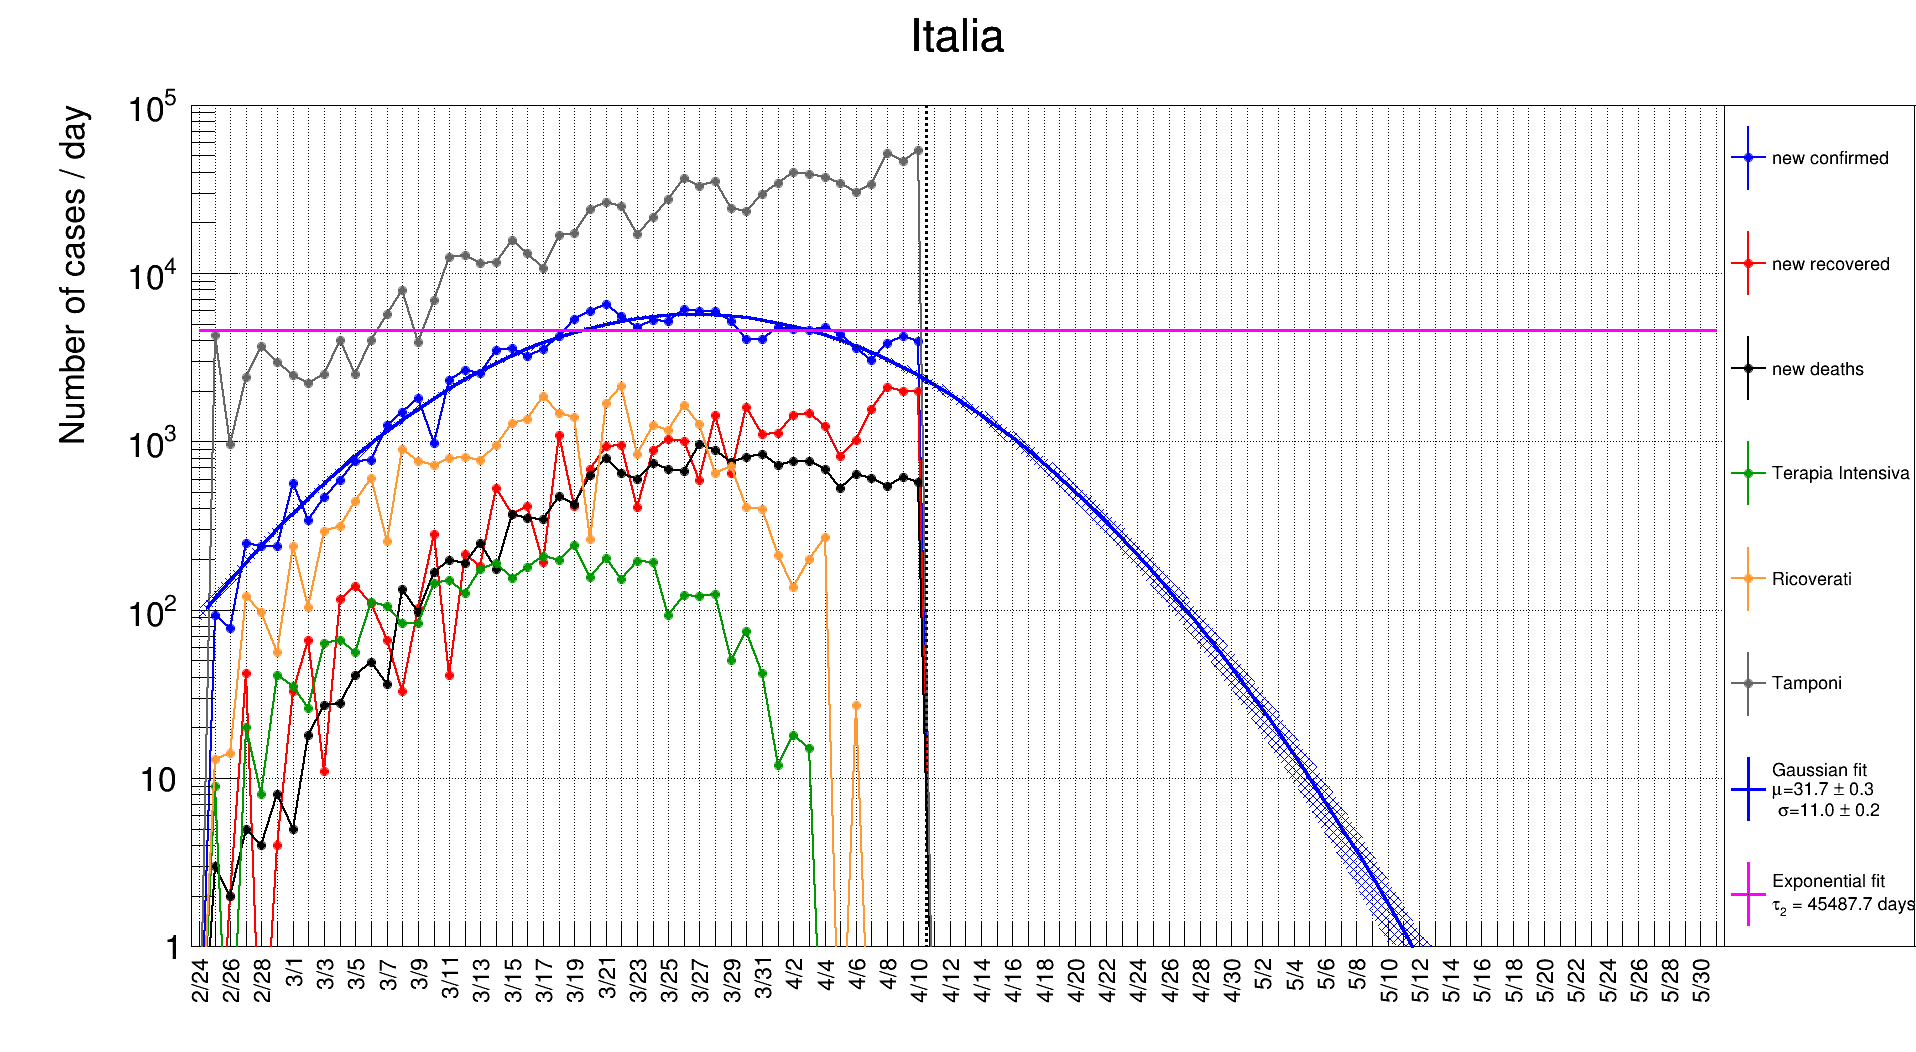 Italia
Number of cases / day
10^5
10^4
10^3
10^2
10
1
2/24 2/26 2/28 3/1 3/3 3/5 3/7 3/9 3/11 3/13 3/15 3/17 3/19 3/21 3/23 3/25 3/27 3/29 3/31 4/2 4/4 4/6 4/8 4/10 4/12 4/14 4/16 4/18 4/20 4/22 4/24 4/26 4/28 4/30 5/2 5/4 5/6 5/8 5/10 5/12 5/14 5/16 5/18 5/20 5/22 5/24 5/26 5/28 5/30
new confirmed
new recovered
new deaths
Terapia Intensiva
Ricoverati
Tamponi
Gaussian fit
μ=31.7 ± 0.3
σ=11.0 ± 0.2
Exponential fit
τ₂ = 45487.7 days